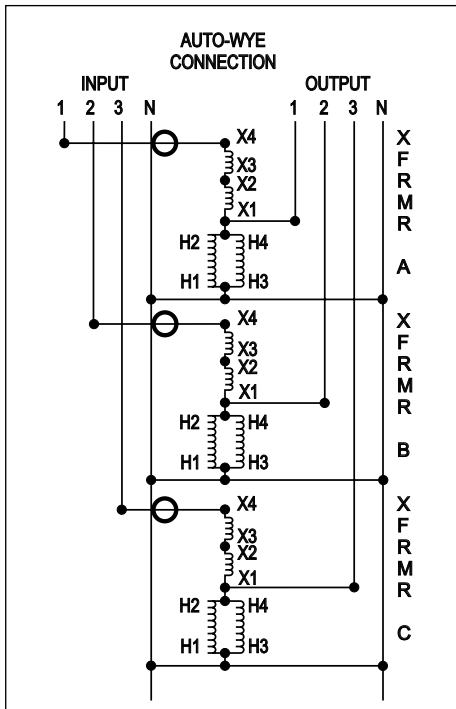 AUTO-WYE
CONNECTION
INPUT OUTPUT
1 2 3 N 1 2 3 N
X4
X3
X2
X1
H2 H4
H1 H3
XFRMR A
X4
X3
X2
X1
H2 H4
H1 H3
XFRMR B
X4
X3
X2
X1
H2 H4
H1 H3
XFRMR C